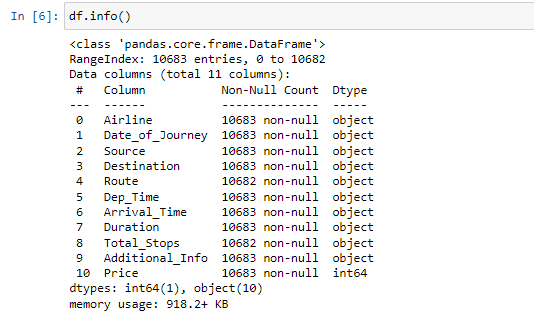 In [6]: df.info()
<class 'pandas.core.frame.DataFrame'>
RangeIndex: 10683 entries, 0 to 10682
Data columns (total 11 columns):
 #   Column           Non-Null Count  Dtype
---  ------           --------------  -----
 0   Airline          10683 non-null  object
 1   Date_of_Journey  10683 non-null  object
 2   Source           10683 non-null  object
 3   Destination      10683 non-null  object
 4   Route            10682 non-null  object
 5   Dep_Time         10683 non-null  object
 6   Arrival_Time     10683 non-null  object
 7   Duration         10683 non-null  object
 8   Total_Stops      10682 non-null  object
 9   Additional_Info  10683 non-null  object
 10  Price            10683 non-null  int64
dtypes: int64(1), object(10)
memory usage: 918.2+ KB